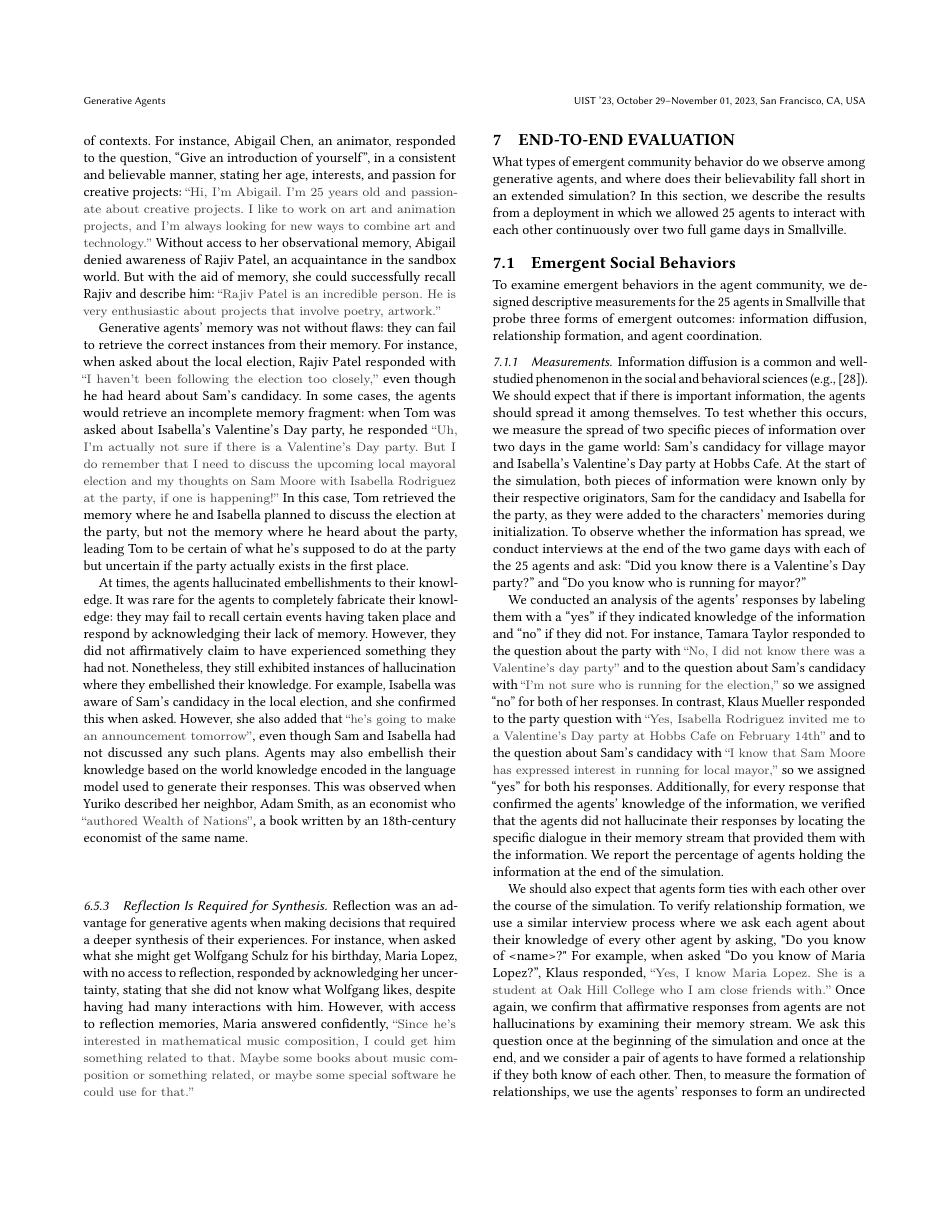 Generative Agents
UIST ’23, October 29–November 01, 2023, San Francisco, CA, USA
of contexts. For instance, Abigail Chen, an animator, responded
to the question, “Give an introduction of yourself”, in a consistent
and believable manner, stating her age, interests, and passion for
creative projects: “Hi, I’m Abigail. I’m 25 years old and passion-
ate about creative projects. I like to work on art and animation
projects, and I’m always looking for new ways to combine art and
technology.” Without access to her observational memory, Abigail
denied awareness of Rajiv Patel, an acquaintance in the sandbox
world. But with the aid of memory, she could successfully recall
Rajiv and describe him: “Rajiv Patel is an incredible person. He is
very enthusiastic about projects that involve poetry, artwork.”
Generative agents’ memory was not without flaws: they can fail
to retrieve the correct instances from their memory. For instance,
when asked about the local election, Rajiv Patel responded with
“I haven’t been following the election too closely,” even though
he had heard about Sam’s candidacy. In some cases, the agents
would retrieve an incomplete memory fragment: when Tom was
asked about Isabella’s Valentine’s Day party, he responded “Uh,
I’m actually not sure if there is a Valentine’s Day party. But I
do remember that I need to discuss the upcoming local mayoral
election and my thoughts on Sam Moore with Isabella Rodriguez
at the party, if one is happening!” In this case, Tom retrieved the
memory where he and Isabella planned to discuss the election at
the party, but not the memory where he heard about the party,
leading Tom to be certain of what he’s supposed to do at the party
but uncertain if the party actually exists in the first place.
At times, the agents hallucinated embellishments to their knowl-
edge. It was rare for the agents to completely fabricate their knowl-
edge: they may fail to recall certain events having taken place and
respond by acknowledging their lack of memory. However, they
did not affirmatively claim to have experienced something they
had not. Nonetheless, they still exhibited instances of hallucination
where they embellished their knowledge. For example, Isabella was
aware of Sam’s candidacy in the local election, and she confirmed
this when asked. However, she also added that “he’s going to make
an announcement tomorrow”, even though Sam and Isabella had
not discussed any such plans. Agents may also embellish their
knowledge based on the world knowledge encoded in the language
model used to generate their responses. This was observed when
Yuriko described her neighbor, Adam Smith, as an economist who
“authored Wealth of Nations”, a book written by an 18th-century
economist of the same name.
6.5.3 Reflection Is Required for Synthesis. Reflection was an ad-
vantage for generative agents when making decisions that required
a deeper synthesis of their experiences. For instance, when asked
what she might get Wolfgang Schulz for his birthday, Maria Lopez,
with no access to reflection, responded by acknowledging her uncer-
tainty, stating that she did not know what Wolfgang likes, despite
having had many interactions with him. However, with access
to reflection memories, Maria answered confidently, “Since he’s
interested in mathematical music composition, I could get him
something related to that. Maybe some books about music com-
position or something related, or maybe some special software he
could use for that.”
7 END-TO-END EVALUATION
What types of emergent community behavior do we observe among
generative agents, and where does their believability fall short in
an extended simulation? In this section, we describe the results
from a deployment in which we allowed 25 agents to interact with
each other continuously over two full game days in Smallville.
7.1 Emergent Social Behaviors
To examine emergent behaviors in the agent community, we de-
signed descriptive measurements for the 25 agents in Smallville that
probe three forms of emergent outcomes: information diffusion,
relationship formation, and agent coordination.
7.1.1 Measurements. Information diffusion is a common and well-
studied phenomenon in the social and behavioral sciences (e.g., [28]).
We should expect that if there is important information, the agents
should spread it among themselves. To test whether this occurs,
we measure the spread of two specific pieces of information over
two days in the game world: Sam’s candidacy for village mayor
and Isabella’s Valentine’s Day party at Hobbs Cafe. At the start of
the simulation, both pieces of information were known only by
their respective originators, Sam for the candidacy and Isabella for
the party, as they were added to the characters’ memories during
initialization. To observe whether the information has spread, we
conduct interviews at the end of the two game days with each of
the 25 agents and ask: “Did you know there is a Valentine’s Day
party?” and “Do you know who is running for mayor?”
We conducted an analysis of the agents’ responses by labeling
them with a “yes” if they indicated knowledge of the information
and “no” if they did not. For instance, Tamara Taylor responded to
the question about the party with “No, I did not know there was a
Valentine’s day party” and to the question about Sam’s candidacy
with “I’m not sure who is running for the election,” so we assigned
“no” for both of her responses. In contrast, Klaus Mueller responded
to the party question with “Yes, Isabella Rodriguez invited me to
a Valentine’s Day party at Hobbs Cafe on February 14th” and to
the question about Sam’s candidacy with “I know that Sam Moore
has expressed interest in running for local mayor,” so we assigned
“yes” for both his responses. Additionally, for every response that
confirmed the agents’ knowledge of the information, we verified
that the agents did not hallucinate their responses by locating the
specific dialogue in their memory stream that provided them with
the information. We report the percentage of agents holding the
information at the end of the simulation.
We should also expect that agents form ties with each other over
the course of the simulation. To verify relationship formation, we
use a similar interview process where we ask each agent about
their knowledge of every other agent by asking, "Do you know
of <name>?" For example, when asked “Do you know of Maria
Lopez?”, Klaus responded, “Yes, I know Maria Lopez. She is a
student at Oak Hill College who I am close friends with.” Once
again, we confirm that affirmative responses from agents are not
hallucinations by examining their memory stream. We ask this
question once at the beginning of the simulation and once at the
end, and we consider a pair of agents to have formed a relationship
if they both know of each other. Then, to measure the formation of
relationships, we use the agents’ responses to form an undirected